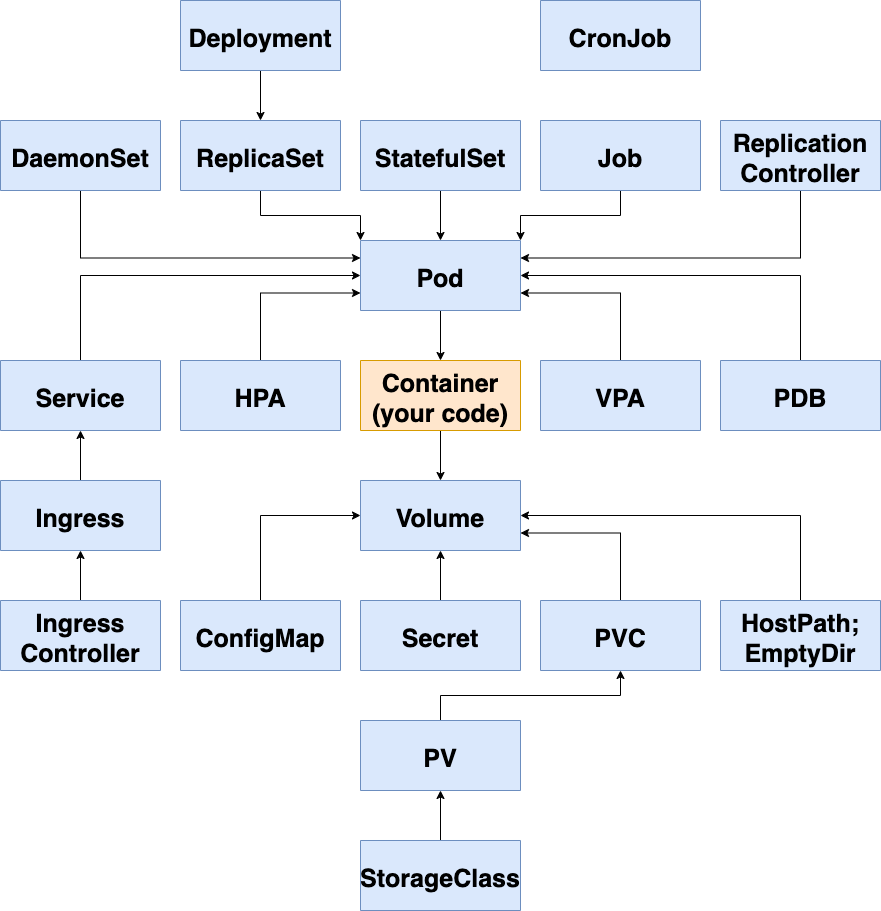 Deployment
CronJob
DaemonSet
ReplicaSet
StatefulSet
Job
Replication
Controller
Pod
Service
HPA
Container
(your code)
VPA
PDB
Ingress
Volume
Ingress
Controller
ConfigMap
Secret
PVC
HostPath;
EmptyDir
PV
StorageClass